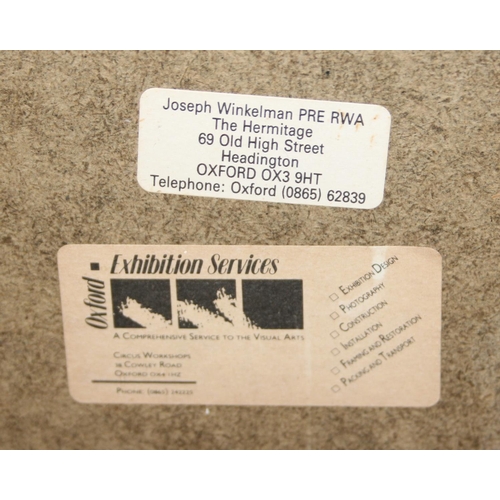 Joseph Winkelman PRE RWA
The Hermitage
69 Old High Street
Headington
OXFORD OX3 9HT
Telephone: Oxford (0865) 62839
Oxford Exhibition Services
A COMPREHENSIVE SERVICE TO THE VISUAL ARTS
CIRCUS WORKSHOPS
COWLEY ROAD
OXFORD
PHONE: (0865)
EXHIBITION DESIGN
PHOTOGRAPHY
CONSTRUCTION
INSTALLATION
FRAMING AND RESTORATION
PACKING AND TRANSPORT